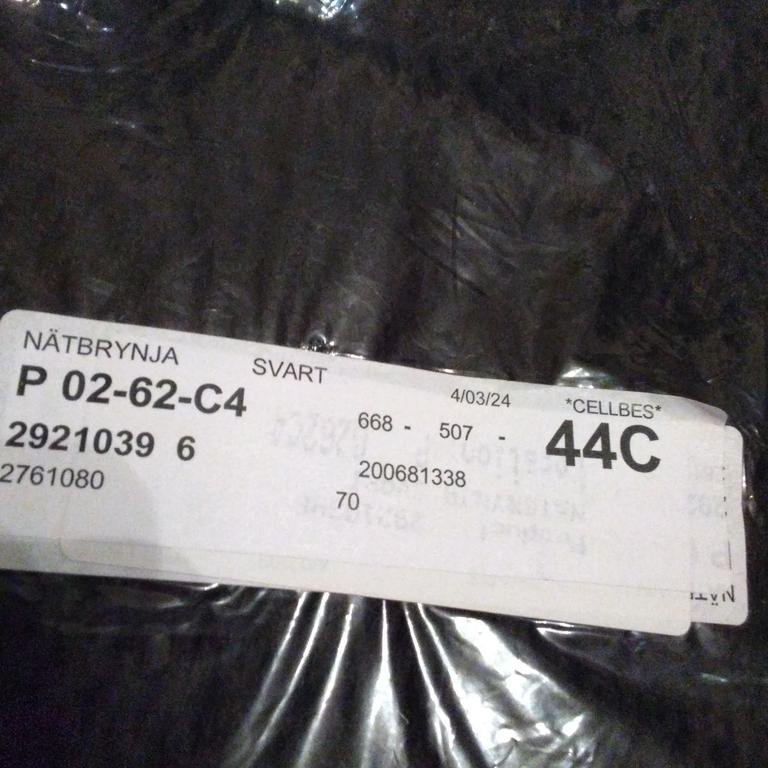 NÄTBRYNJA SVART 4/03/24 *CELLBES*
P 02-62-C4 668 - 507 - 44C
2921039 6 200681338
2761080 70